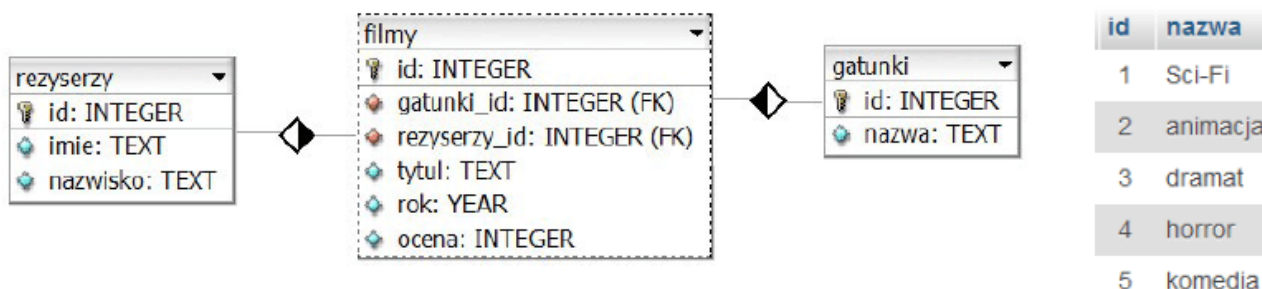 rezyserzy
id: INTEGER
imie: TEXT
nazwisko: TEXT
filmy
id: INTEGER
gatunki_id: INTEGER (FK)
rezyserzy_id: INTEGER (FK)
tytul: TEXT
rok: YEAR
ocena: INTEGER
gatunki
id: INTEGER
nazwa: TEXT
id nazwa
1 Sci-Fi
2 animacja
3 dramat
4 horror
5 komedia